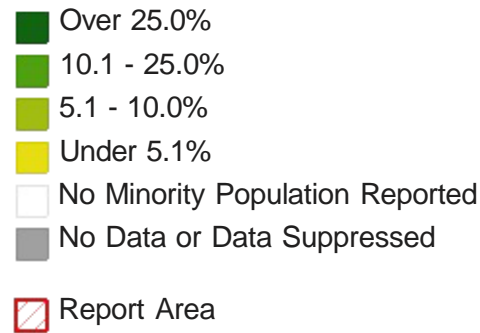 Over 25.0%
10.1 - 25.0%
5.1 - 10.0%
Under 5.1%
No Minority Population Reported
No Data or Data Suppressed
Report Area